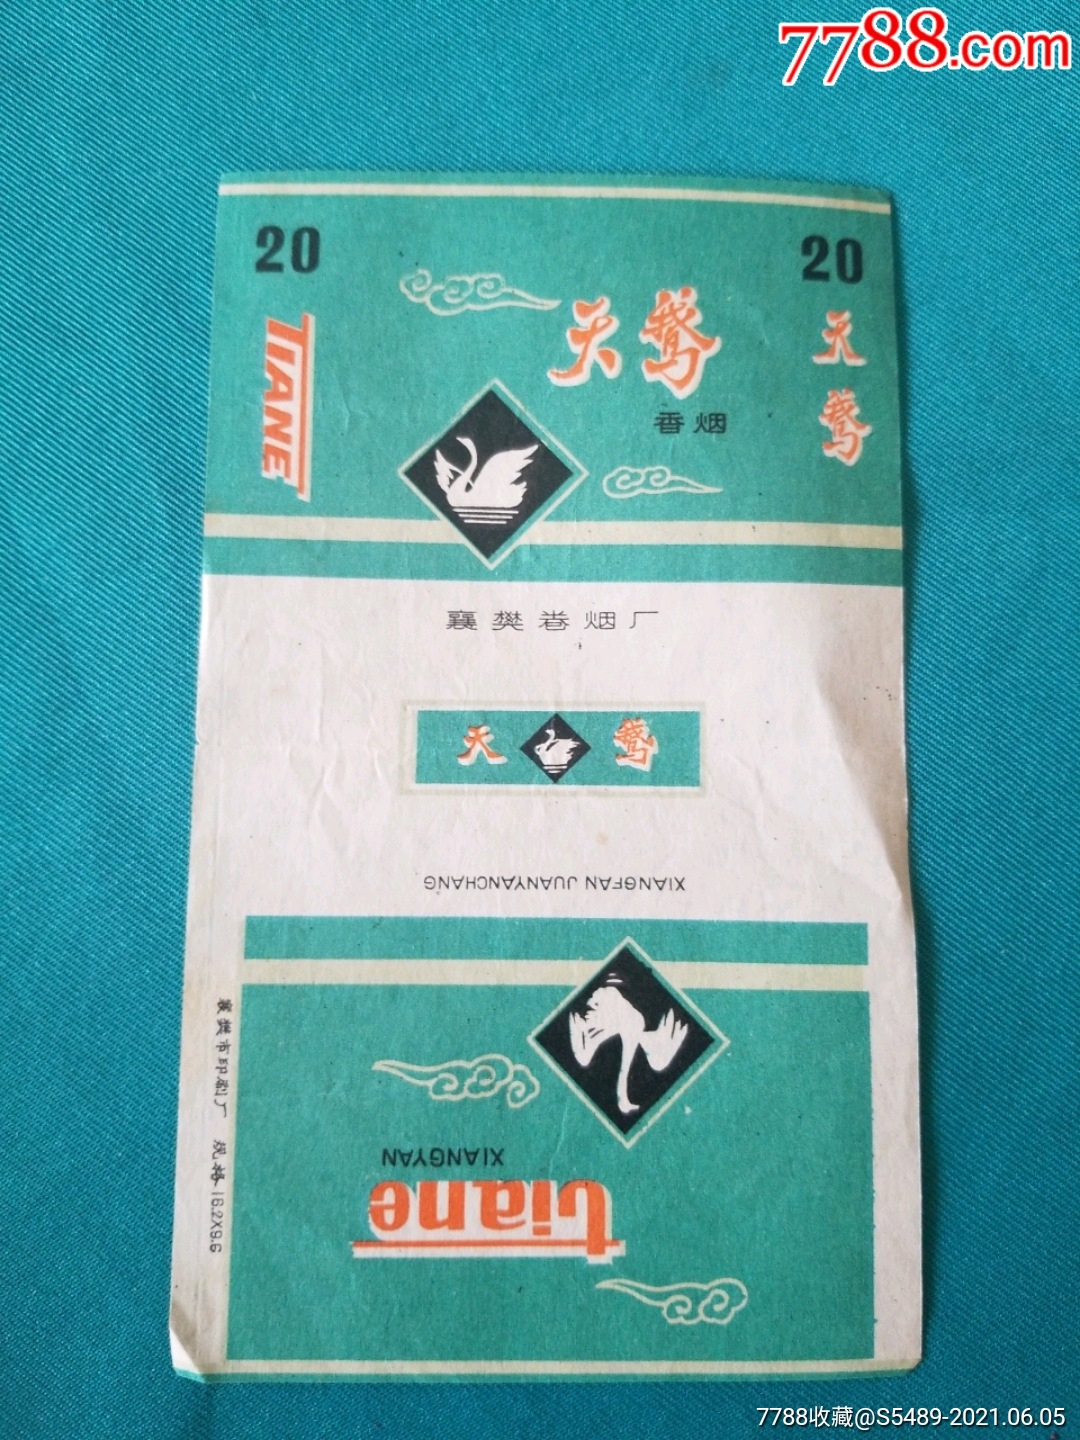 7788.com
20
20
TIANE
天鹅
香烟
天鹅
襄樊卷烟厂
天鹅
XIANGFAN JUANYANCHANG
襄樊市印刷厂 规格16.2X9.6
tiane
XIANGYAN
7788收藏@S5489-2021.06.05